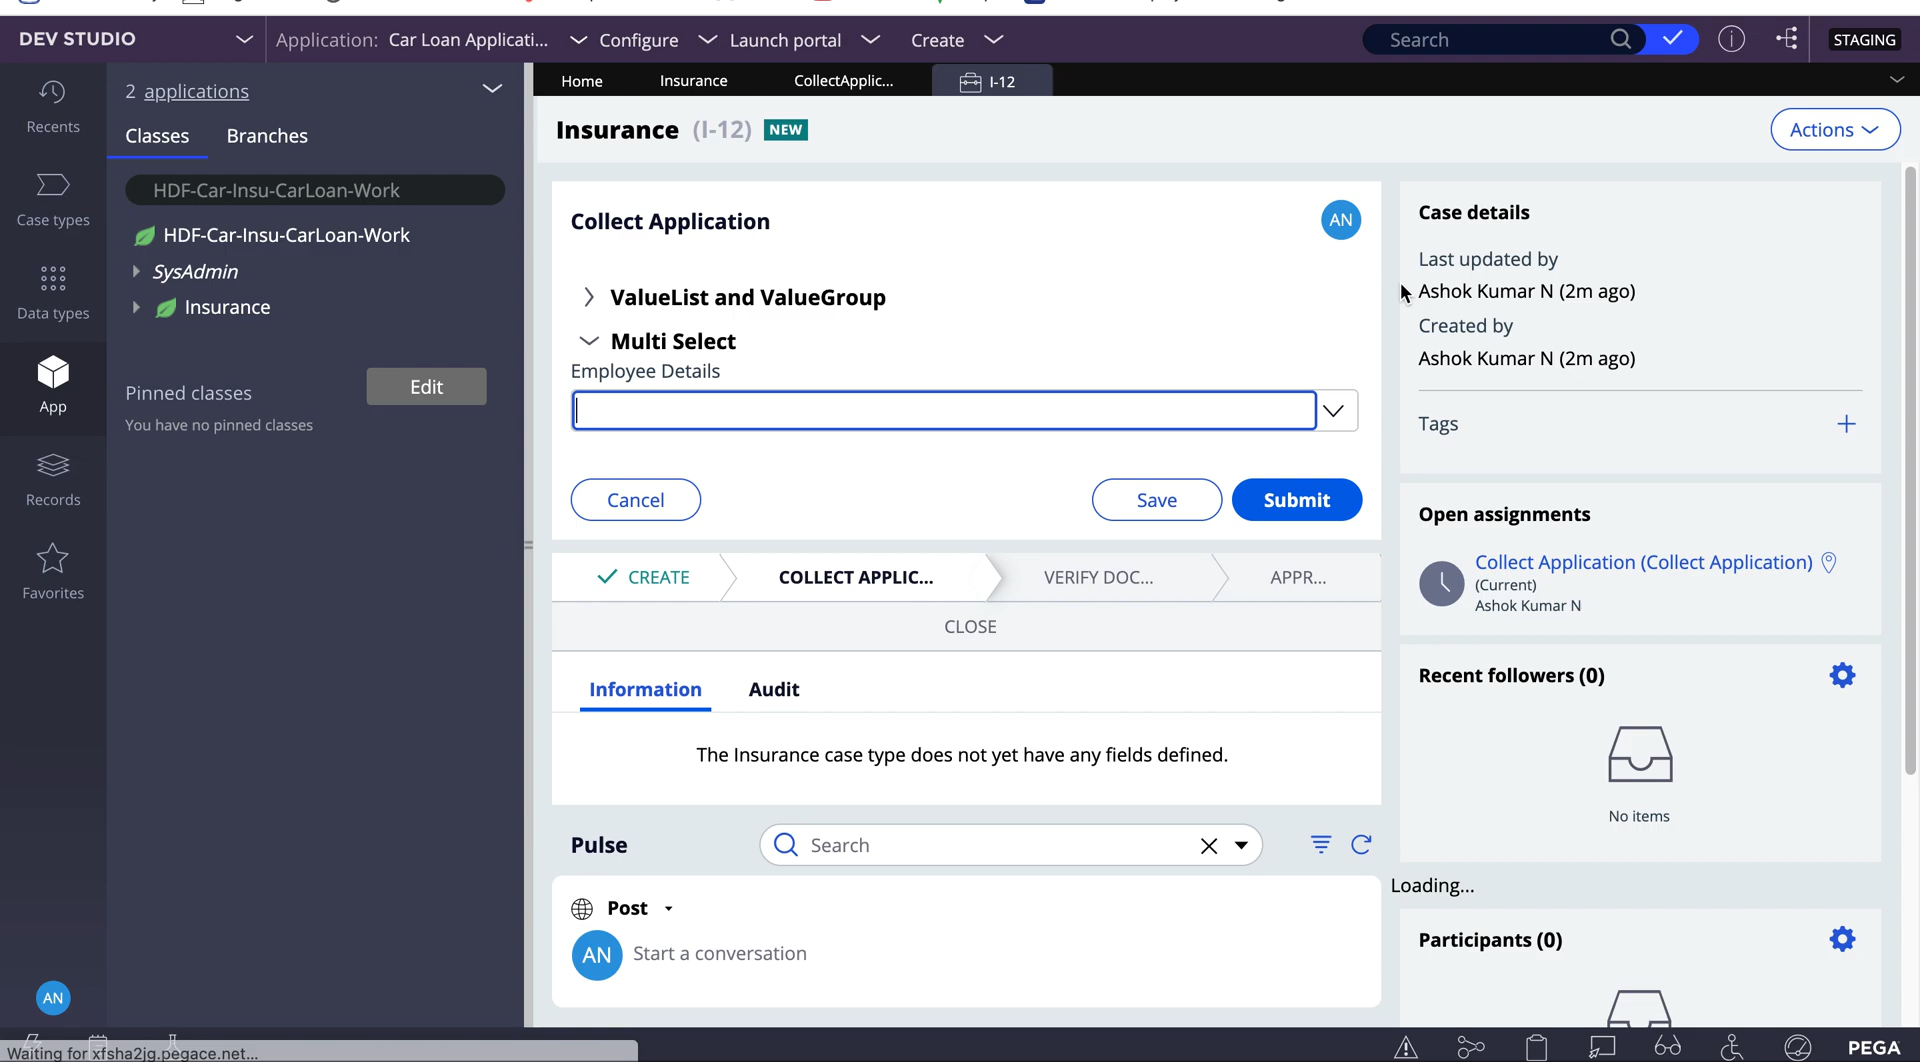 DEV STUDIO
Application: Car Loan Applicati...
Configure
Launch portal
Create
Search
STAGING
Recents
Case types
Data types
App
Records
Favorites
AN
2 applications
Classes
Branches
HDF-Car-Insu-CarLoan-Work
HDF-Car-Insu-CarLoan-Work
SysAdmin
Insurance
Pinned classes
Edit
You have no pinned classes
Home
Insurance
CollectApplic...
I-12
Insurance (I-12) NEW
Actions
Collect Application
AN
ValueList and ValueGroup
Multi Select
Employee Details
Cancel
Save
Submit
CREATE
COLLECT APPLIC...
VERIFY DOC...
APPR...
CLOSE
Information
Audit
The Insurance case type does not yet have any fields defined.
Pulse
Search
Post
AN
Start a conversation
Case details
Last updated by
Ashok Kumar N (2m ago)
Created by
Ashok Kumar N (2m ago)
Tags
Open assignments
Collect Application (Collect Application)
(Current)
Ashok Kumar N
Recent followers (0)
No items
Loading...
Participants (0)
Waiting for xfsha2jg.pegace.net...
PEGA